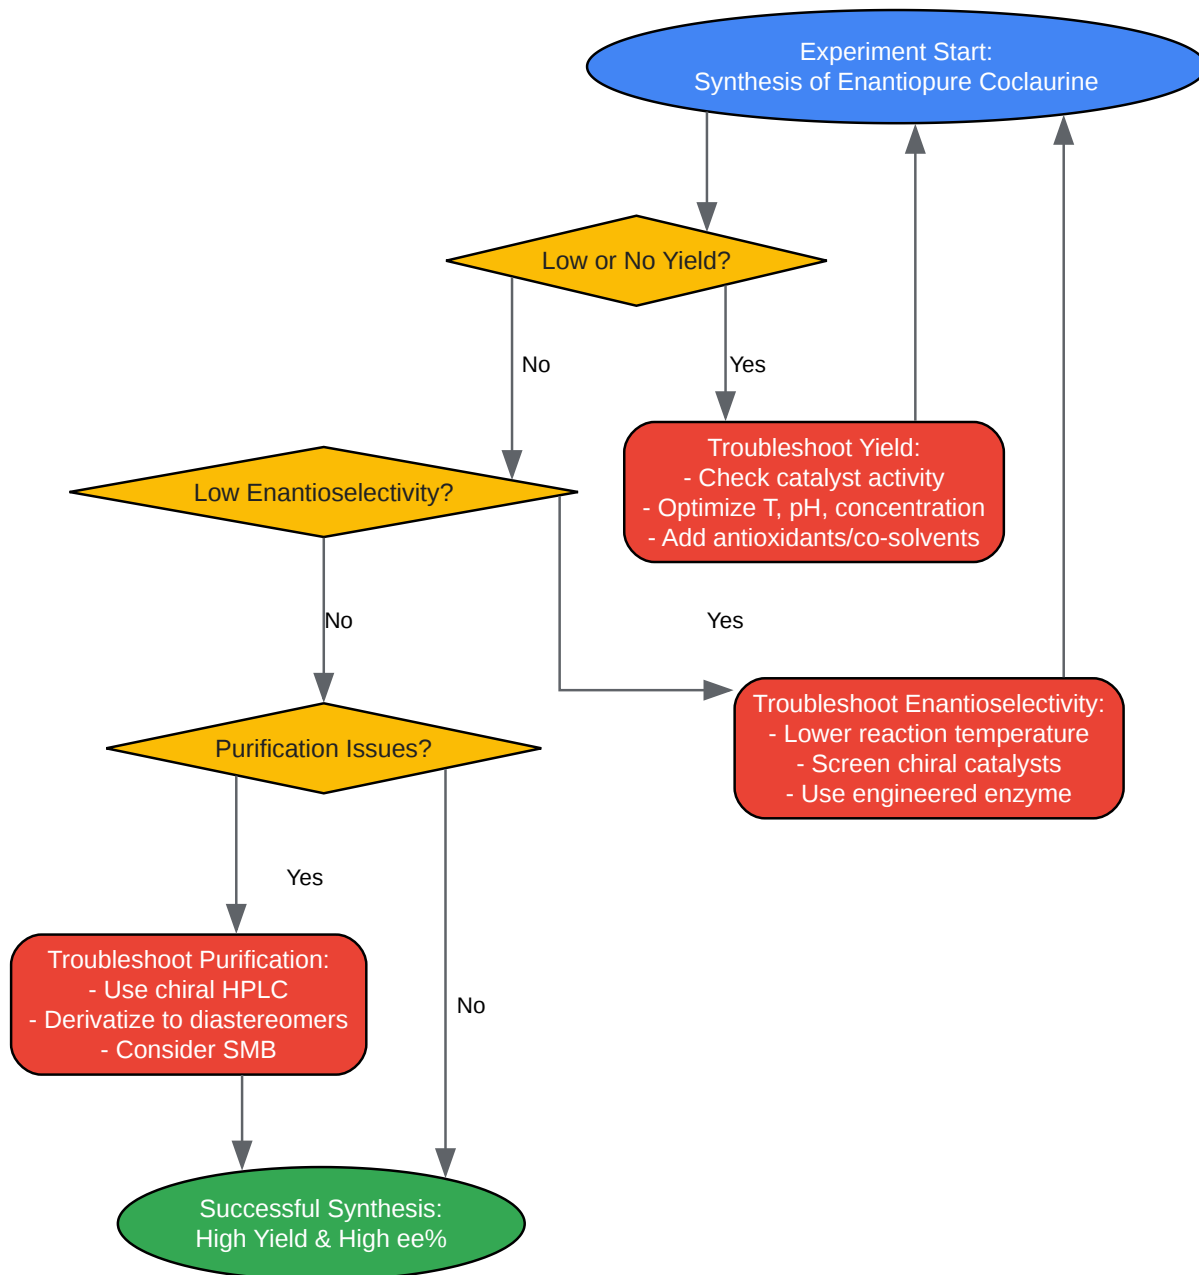 Experiment Start:
Synthesis of Enantiopure Coclaurine
Low or No Yield?
No
Yes
Troubleshoot Yield:
- Check catalyst activity
- Optimize T, pH, concentration
- Add antioxidants/co-solvents
Low Enantioselectivity?
No
Yes
Troubleshoot Enantioselectivity:
- Lower reaction temperature
- Screen chiral catalysts
- Use engineered enzyme
Purification Issues?
Yes
No
Troubleshoot Purification:
- Use chiral HPLC
- Derivatize to diastereomers
- Consider SMB
Successful Synthesis:
High Yield & High ee%